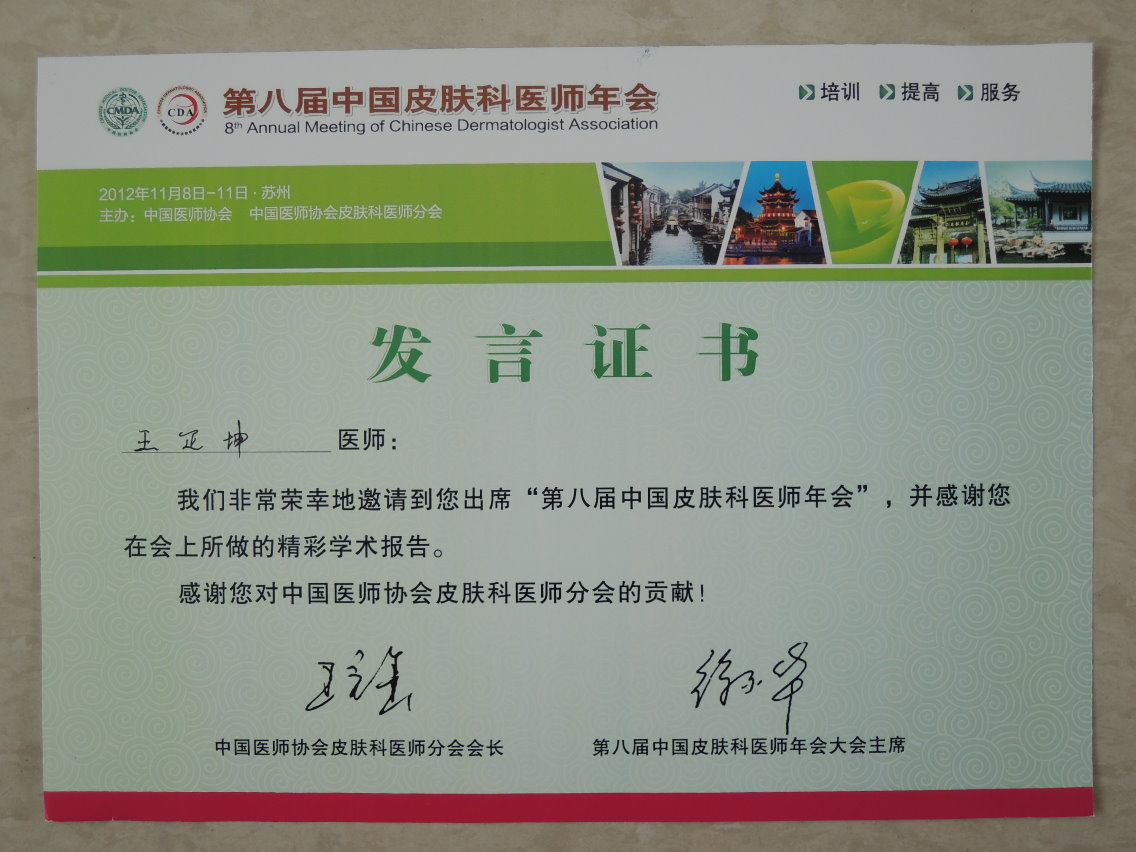 CMDA
CDA
第八届中国皮肤科医师年会
8th Annual Meeting of Chinese Dermatologist Association
培训 提高 服务
2012年11月8日-11日·苏州
主办：中国医师协会 中国医师协会皮肤科医师分会
发言证书
王正坤 医师：
我们非常荣幸地邀请到您出席“第八届中国皮肤科医师年会”，并感谢您
在会上所做的精彩学术报告。
感谢您对中国医师协会皮肤科医师分会的贡献！
中国医师协会皮肤科医师分会会长
第八届中国皮肤科医师年会大会主席